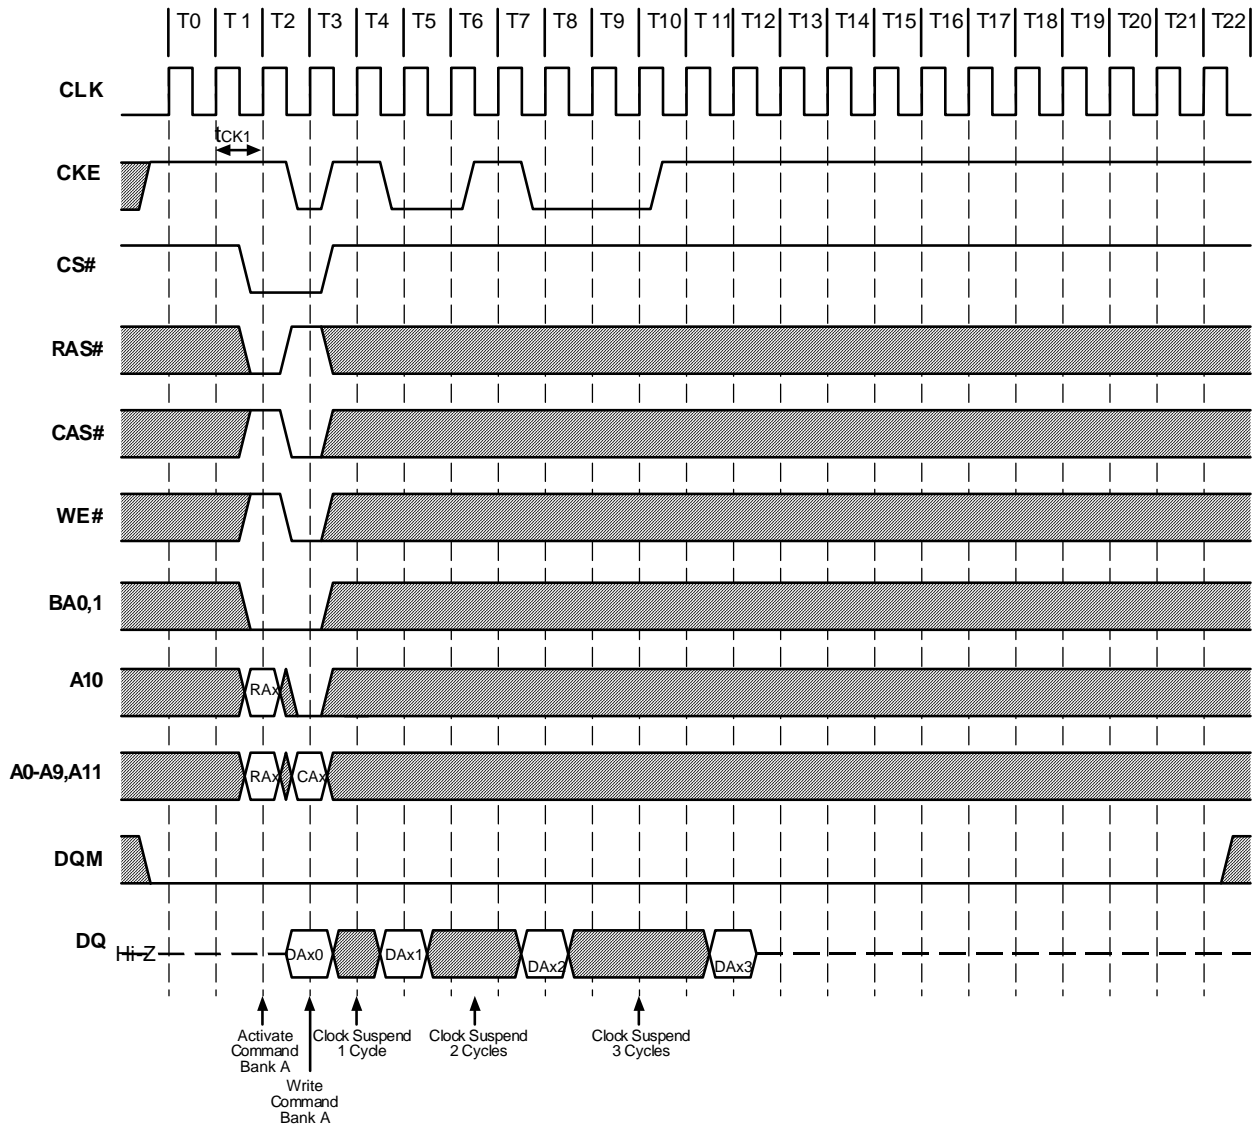 T0 T 1 T2 T3 T4 T5 T6 T7 T8 T9 T10 T 11 T12 T13 T14 T15 T16 T17 T18 T19 T20 T21 T22
CLK
tCK1
CKE
CS#
RAS#
CAS#
WE#
BA0,1
A10
RAx
A0-A9,A11
RAx CAx
DQM
DQ
Hi-Z
DAx0 DAx1 DAx2 DAx3
Activate
Command
Bank A
Write
Command
Bank A
Clock Suspend
1 Cycle
Clock Suspend
2 Cycles
Clock Suspend
3 Cycles